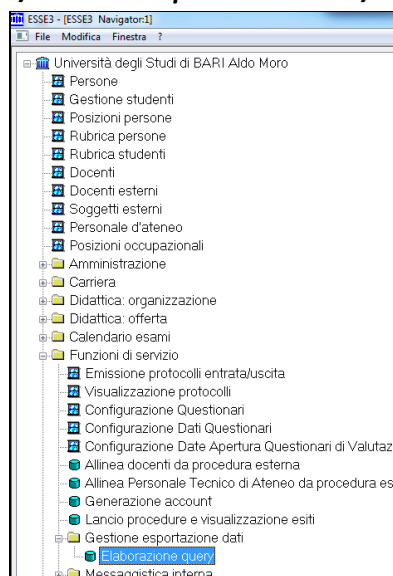 ESSE3 - [ESSE3 Navigator:1]
File Modifica Finestra ?
Università degli Studi di BARI Aldo Moro
Persone
Gestione studenti
Posizioni persone
Rubrica persone
Rubrica studenti
Docenti
Docenti esterni
Soggetti esterni
Personale d'ateneo
Posizioni occupazionali
Amministrazione
Carriera
Didattica: organizzazione
Didattica: offerta
Calendario esami
Funzioni di servizio
Emissione protocolli entrata/uscita
Visualizzazione protocolli
Configurazione Questionari
Configurazione Dati Questionari
Configurazione Date Apertura Questionari di Valutaz
Allinea docenti da procedura esterna
Allinea Personale Tecnico di Ateneo da procedura es
Generazione account
Lancio procedure e visualizzazione esiti
Gestione esportazione dati
Elaborazione query
Messaggistica interna